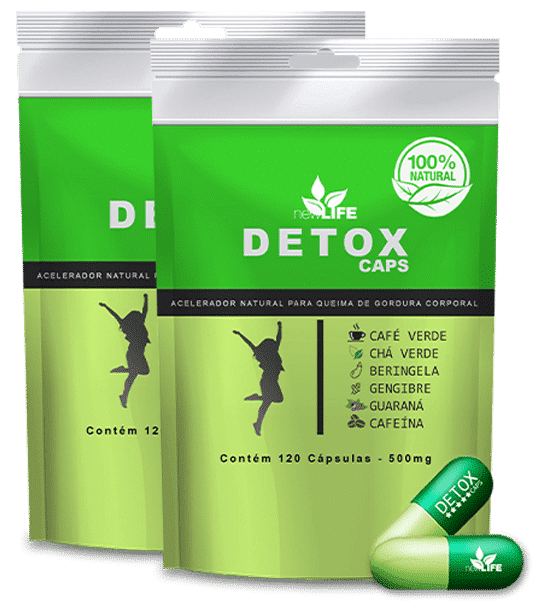 DE
ACELERADOR NATURAL P
Contém 12
100%
NATURAL
newLIFE
DETOX
CAPS
ACELERADOR NATURAL PARA QUEIMA DE GORDURA CORPORAL
CAFÉ VERDE
CHÁ VERDE
BERINGELA
GENGIBRE
GUARANÁ
CAFEÍNA
Contém 120 Cápsulas - 500mg
DETOX
CAPS
newLIFE